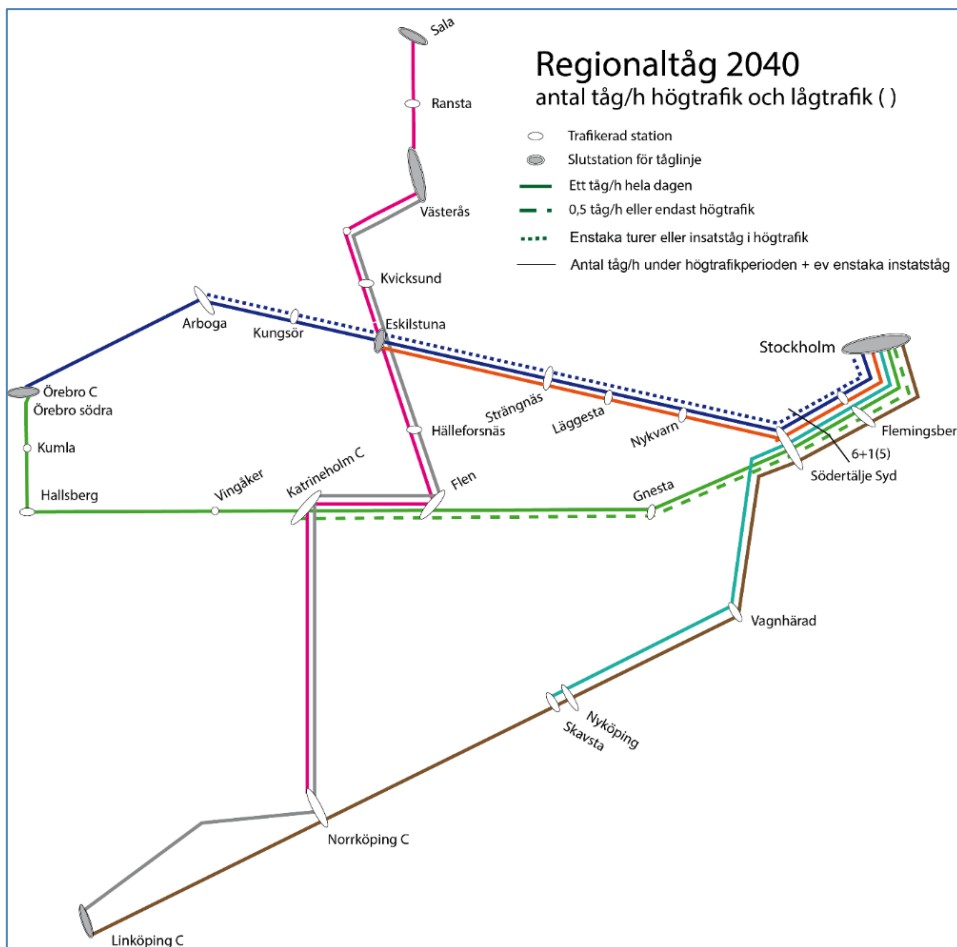 Sala
Regionaltåg 2040
antal tåg/h högtrafik och lågtrafik ( )
Ransta
Trafikerad station
Slutstation för tåglinje
Ett tåg/h hela dagen
Västerås
0,5 tåg/h eller endast högtrafik
Enstaka turer eller insatståg i högtrafik
Antal tåg/h under högtrafikperioden + ev enstaka instatståg
Kvicksund
Arboga
Kungsör
Eskilstuna
Stockholm
Örebro C
Örebro södra
Strängnäs
Läggesta
Nykvarn
Hälleforsnäs
Flemingsber
6+1(5)
Södertälje Syd
Kumla
Hallsberg
Vingåker
Katrineholm C
Flen
Gnesta
Vagnhärad
Nyköping
Skavsta
Norrköping C
Linköping C